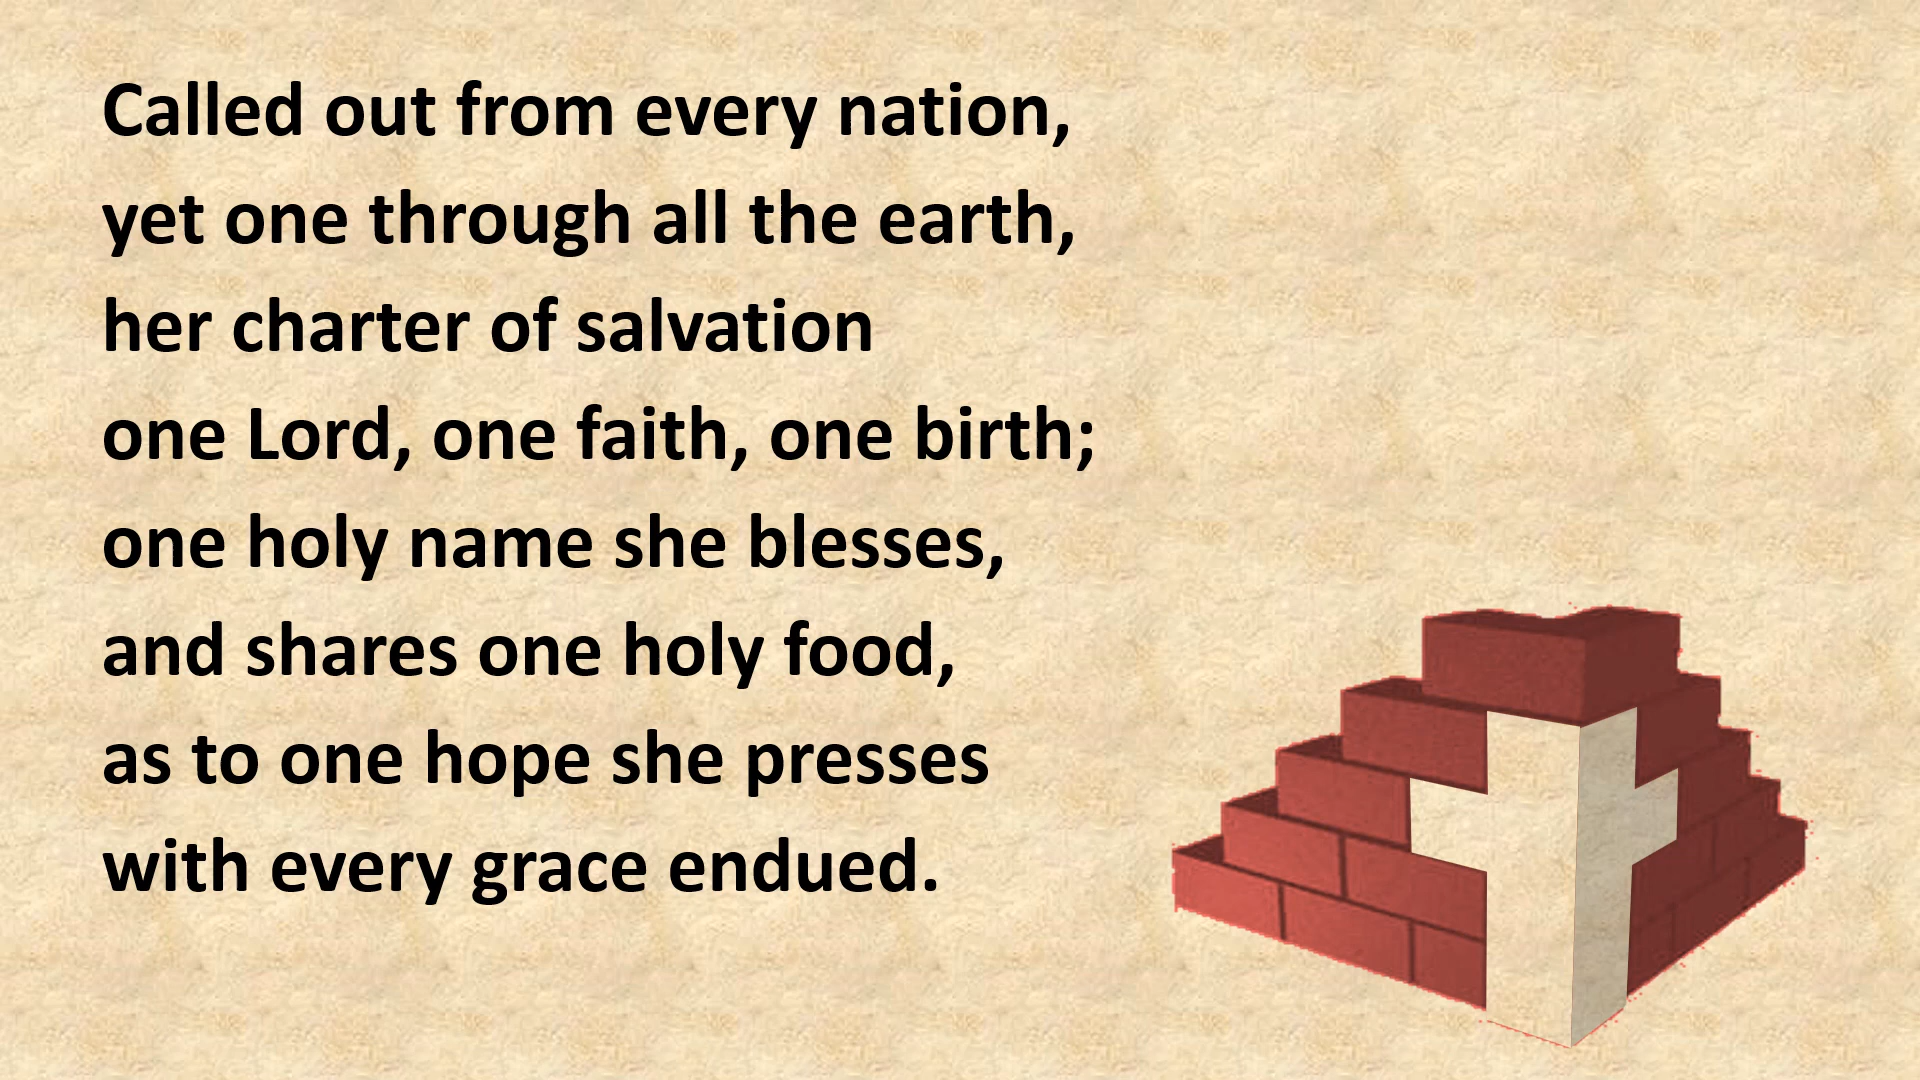 Called out from every nation,
yet one through all the earth,
her charter of salvation
one Lord, one faith, one birth;
one holy name she blesses,
and shares one holy food,
as to one hope she presses
with every grace endued.